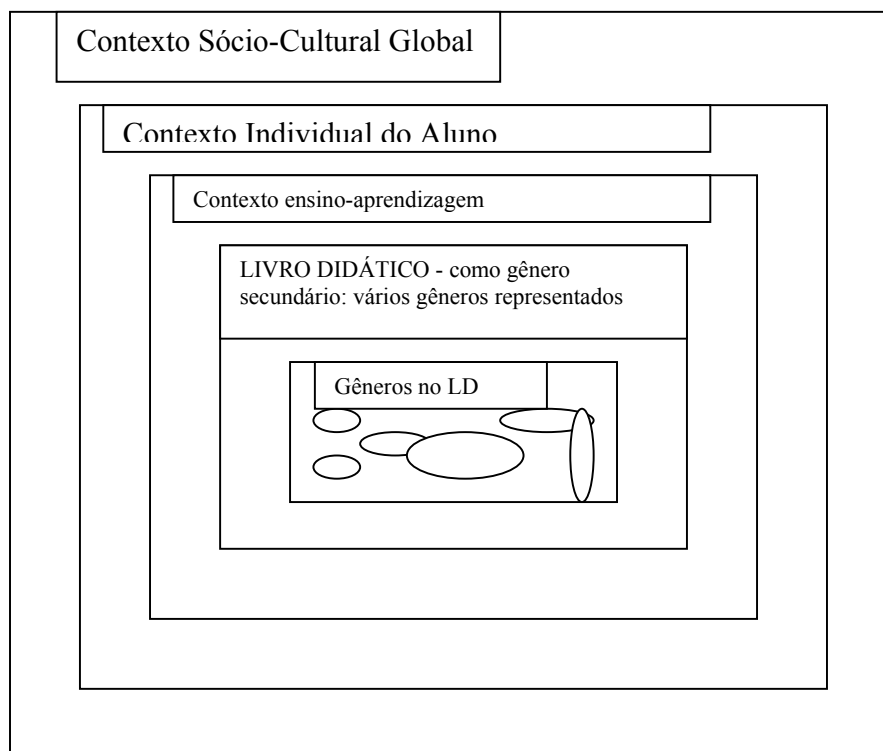 Contexto Sócio-Cultural Global
Contexto Individual do Aluno
Contexto ensino-aprendizagem
LIVRO DIDÁTICO - como gênero
secundário: vários gêneros representados
Gêneros no LD